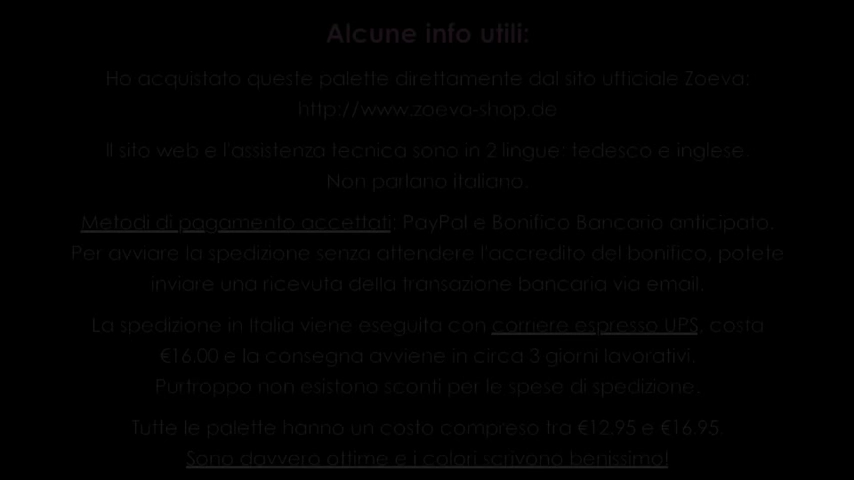 Alcune info utili:
Ho acquistato queste palette direttamente dal sito ufficiale Zoeva:
http://www.zoeva-shop.de
Il sito web e l'assistenza tecnica sono in 2 lingue: tedesco e inglese.
Non parlano italiano.
Metodi di pagamento accettati: PayPal e Bonifico Bancario anticipato.
Per avviare la spedizione senza attendere l'accredito del bonifico, potete
inviare una ricevuta della transazione bancaria via email.
La spedizione in Italia viene eseguita con corriere espresso UPS, costa
€16.00 e la consegna avviene in circa 3 giorni lavorativi.
Purtroppo non esistono sconti per le spese di spedizione.
Tutte le palette hanno un costo compreso tra €12.95 e €16.95.
Sono davvero ottime e i colori scrivono benissimo!